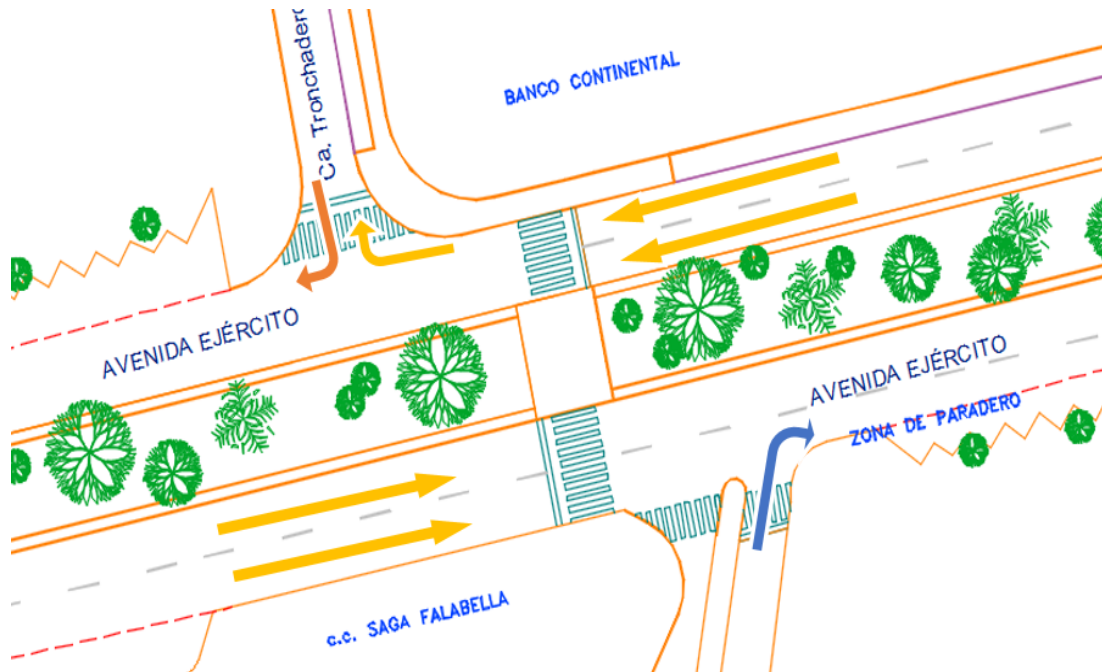 Ca. Tronchadero
BANCO CONTINENTAL
AVENIDA EJÉRCITO
AVENIDA EJÉRCITO
ZONA DE PARADERO
c.c. SAGA FALABELLA